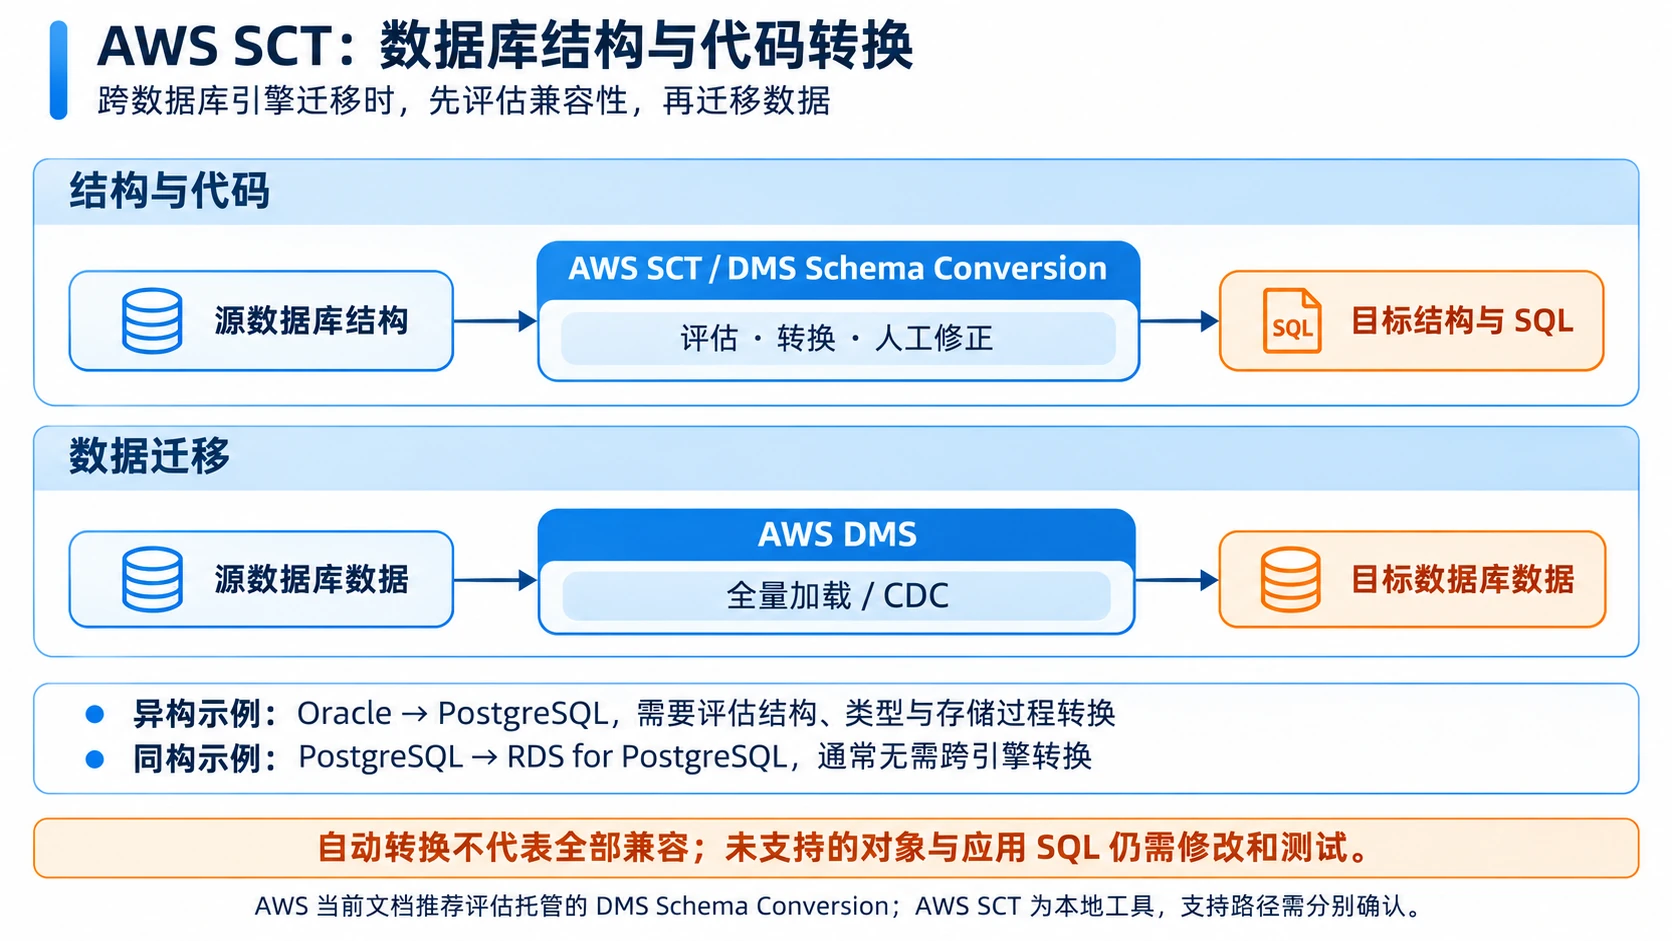 AWS SCT：数据库结构与代码转换
跨数据库引擎迁移时，先评估兼容性，再迁移数据
结构与代码
源数据库结构
AWS SCT / DMS Schema Conversion
评估 · 转换 · 人工修正
SQL
目标结构与 SQL
数据迁移
源数据库数据
AWS DMS
全量加载 / CDC
目标数据库数据
异构示例：Oracle → PostgreSQL，需要评估结构、类型与存储过程转换
同构示例：PostgreSQL → RDS for PostgreSQL，通常无需跨引擎转换
自动转换不代表全部兼容；未支持的对象与应用 SQL 仍需修改和测试。
AWS 当前文档推荐评估托管的 DMS Schema Conversion；AWS SCT 为本地工具，支持路径需分别确认。